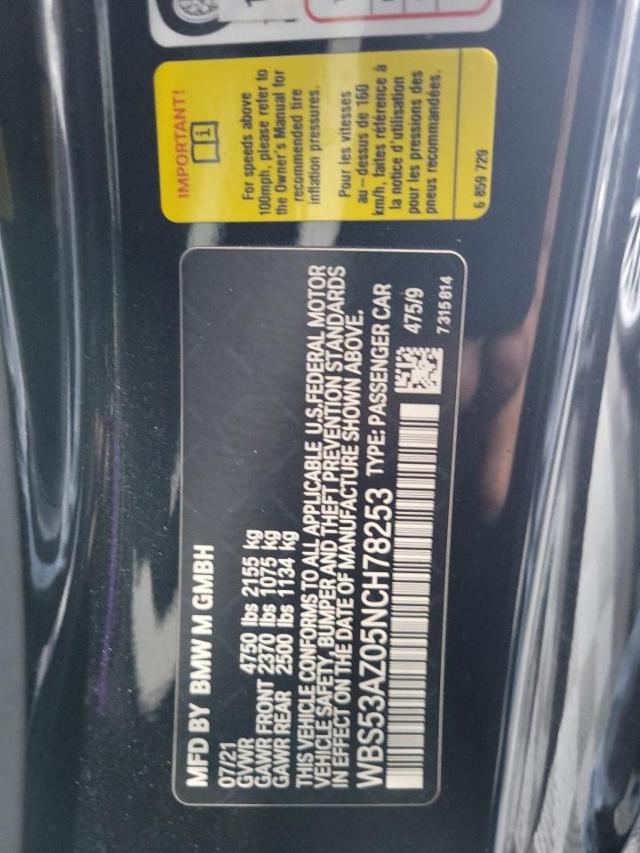 IMPORTANT!
For speeds above
100mph, please refer to
the Owner's Manual for
recommended tire
inflation pressures.
Pour les vitesses
au-dessus de 160
km/h, faites référence à
la notice d'utilisation
pour les pressions des
pneus recommandées.
6 859 729
MFD BY BMW M GMBH
07/21
GVWR 4750 lbs 2155 kg
GAWR FRONT 2370 lbs 1075 kg
GAWR REAR 2500 lbs 1134 kg
THIS VEHICLE CONFORMS TO ALL APPLICABLE U.S.FEDERAL MOTOR
VEHICLE SAFETY, BUMPER AND THEFT PREVENTION STANDARDS
IN EFFECT ON THE DATE OF MANUFACTURE SHOWN ABOVE.
WBS53AZ05NCH78253 TYPE: PASSENGER CAR
475/9
7 315 814